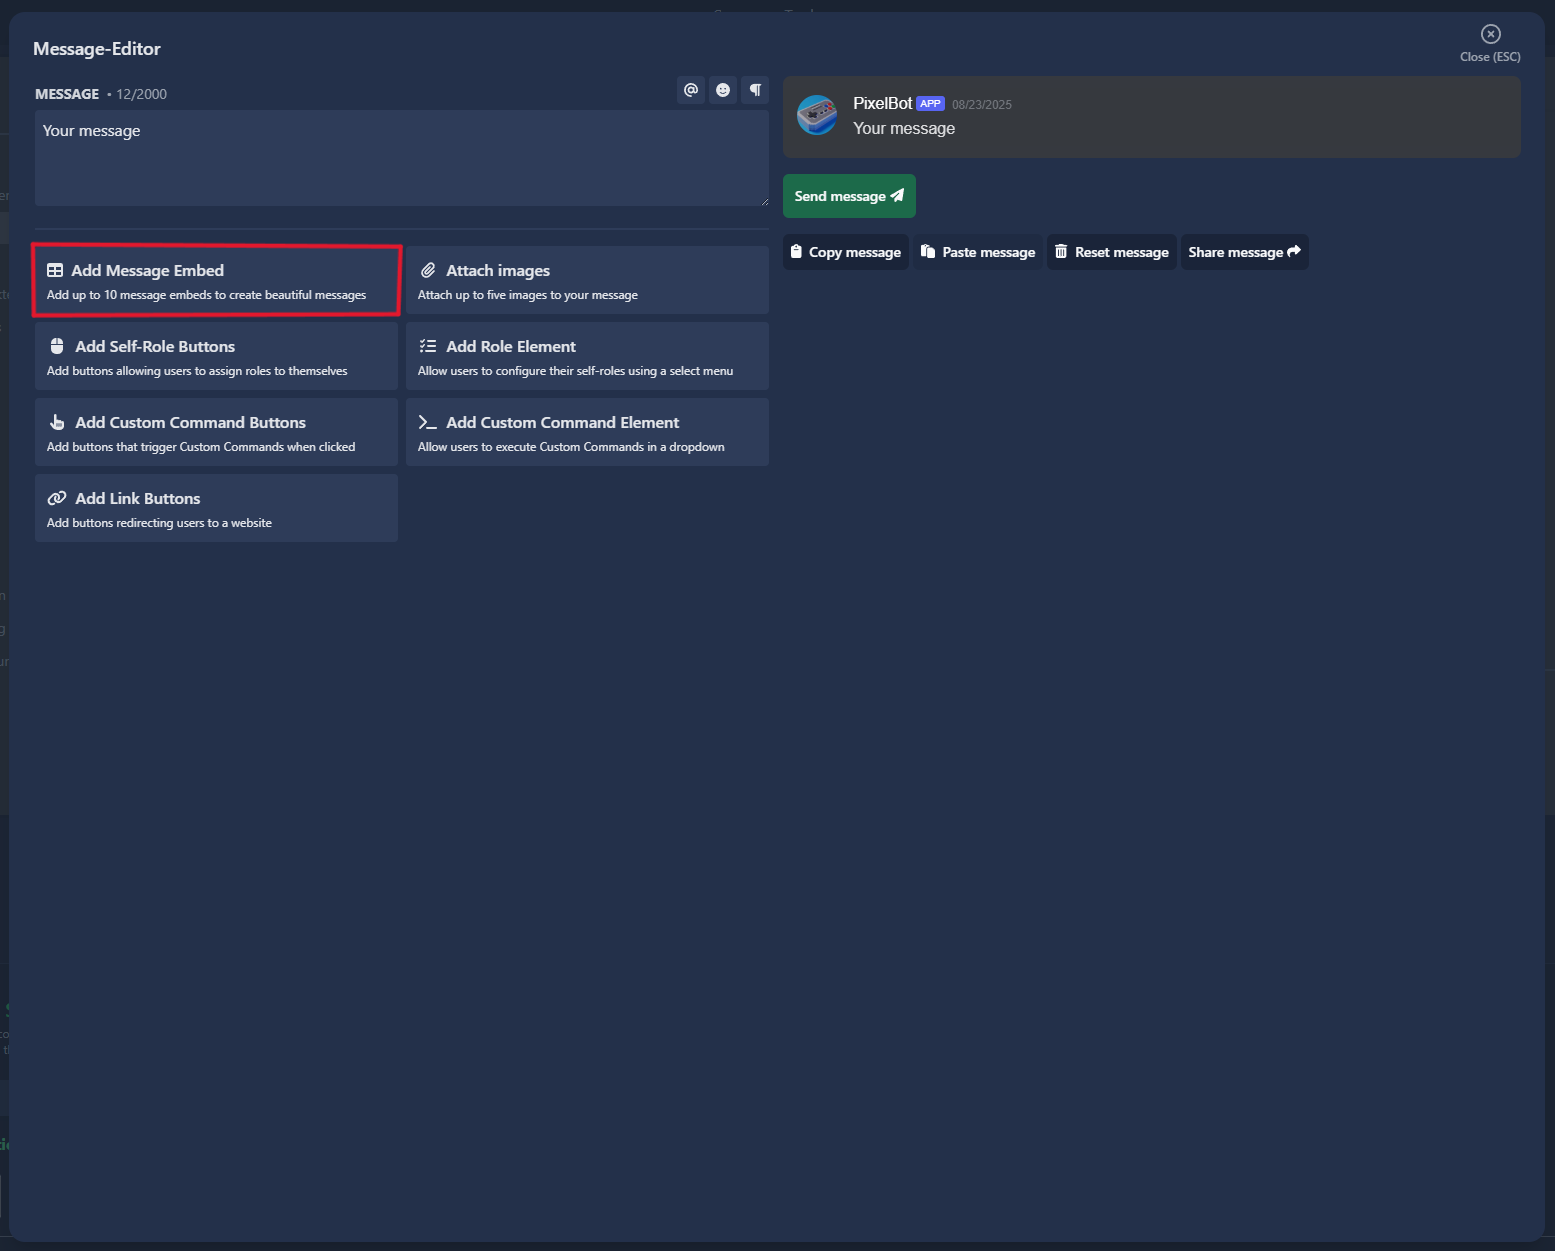 Message-Editor
Close (ESC)
MESSAGE • 12/2000
Your message
PixelBot APP 08/23/2025
Your message
Send message
Copy message
Paste message
Reset message
Share message
Add Message Embed
Add up to 10 message embeds to create beautiful messages
Attach images
Attach up to five images to your message
Add Self-Role Buttons
Add buttons allowing users to assign roles to themselves
Add Role Element
Allow users to configure their self-roles using a select menu
Add Custom Command Buttons
Add buttons that trigger Custom Commands when clicked
Add Custom Command Element
Allow users to execute Custom Commands in a dropdown
Add Link Buttons
Add buttons redirecting users to a website